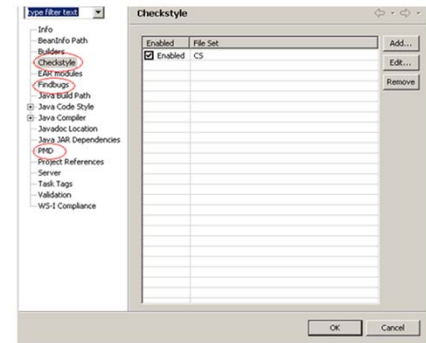 type filter text
Checkstyle
Info
BeanInfo Path
Builders
Checkstyle
EAR modules
Findbugs
Java Build Path
Java Code Style
Java Compiler
Javadoc Location
Java JAR Dependencies
PMD
Project References
Server
Task Tags
Validation
WS-I Compliance
Enabled File Set
Enabled CS
Add...
Edit...
Remove
OK
Cancel